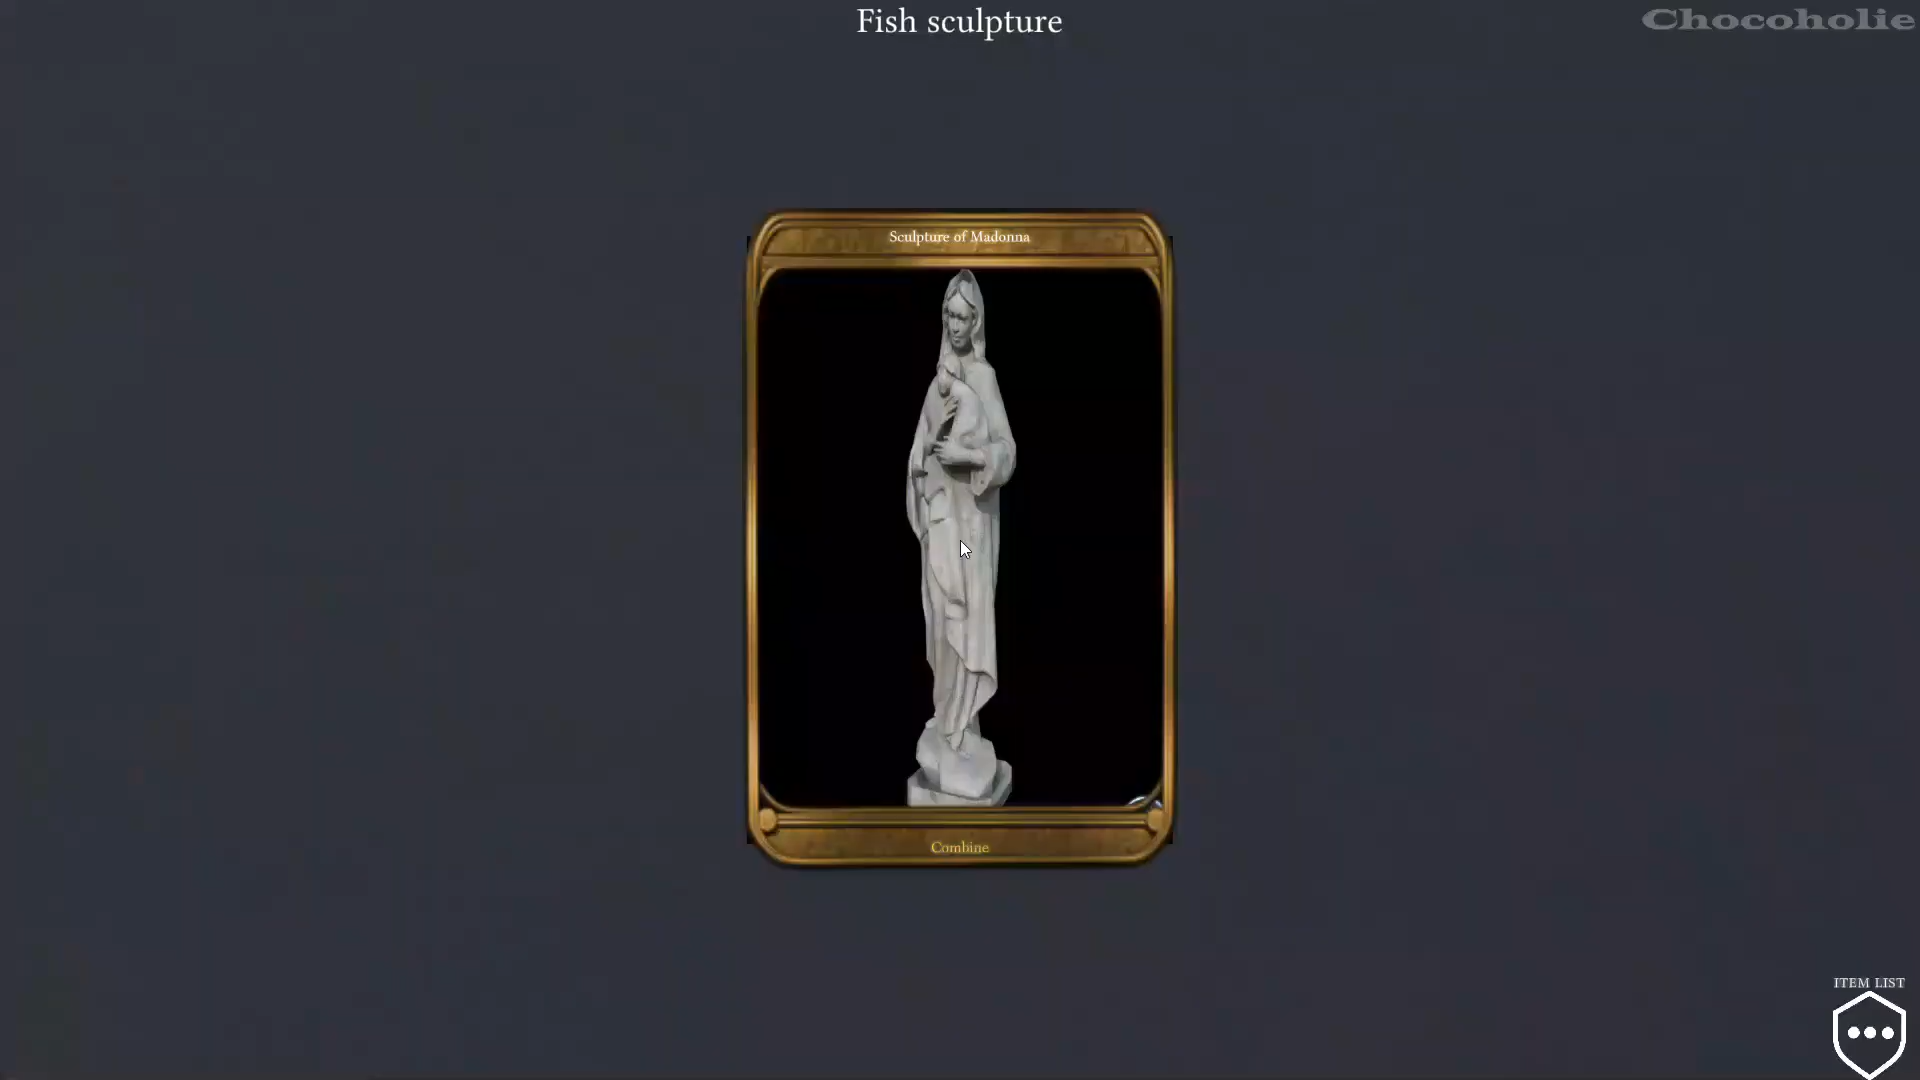 Fish sculpture
Chocoholie
Sculpture of Madonna
Combine
ITEM LIST